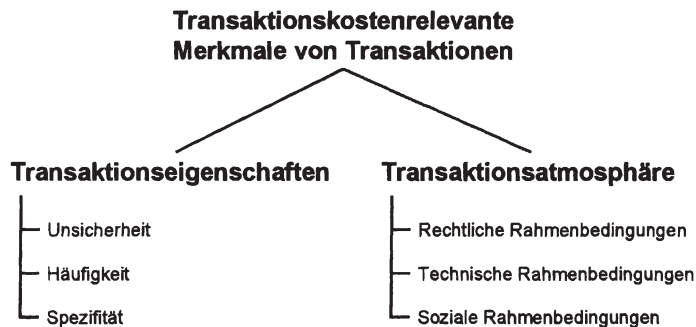 Transaktionskostenrelevante
Merkmale von Transaktionen
Transaktionseigenschaften
Unsicherheit
Häufigkeit
Spezifität
Transaktionsatmosphäre
Rechtliche Rahmenbedingungen
Technische Rahmenbedingungen
Soziale Rahmenbedingungen